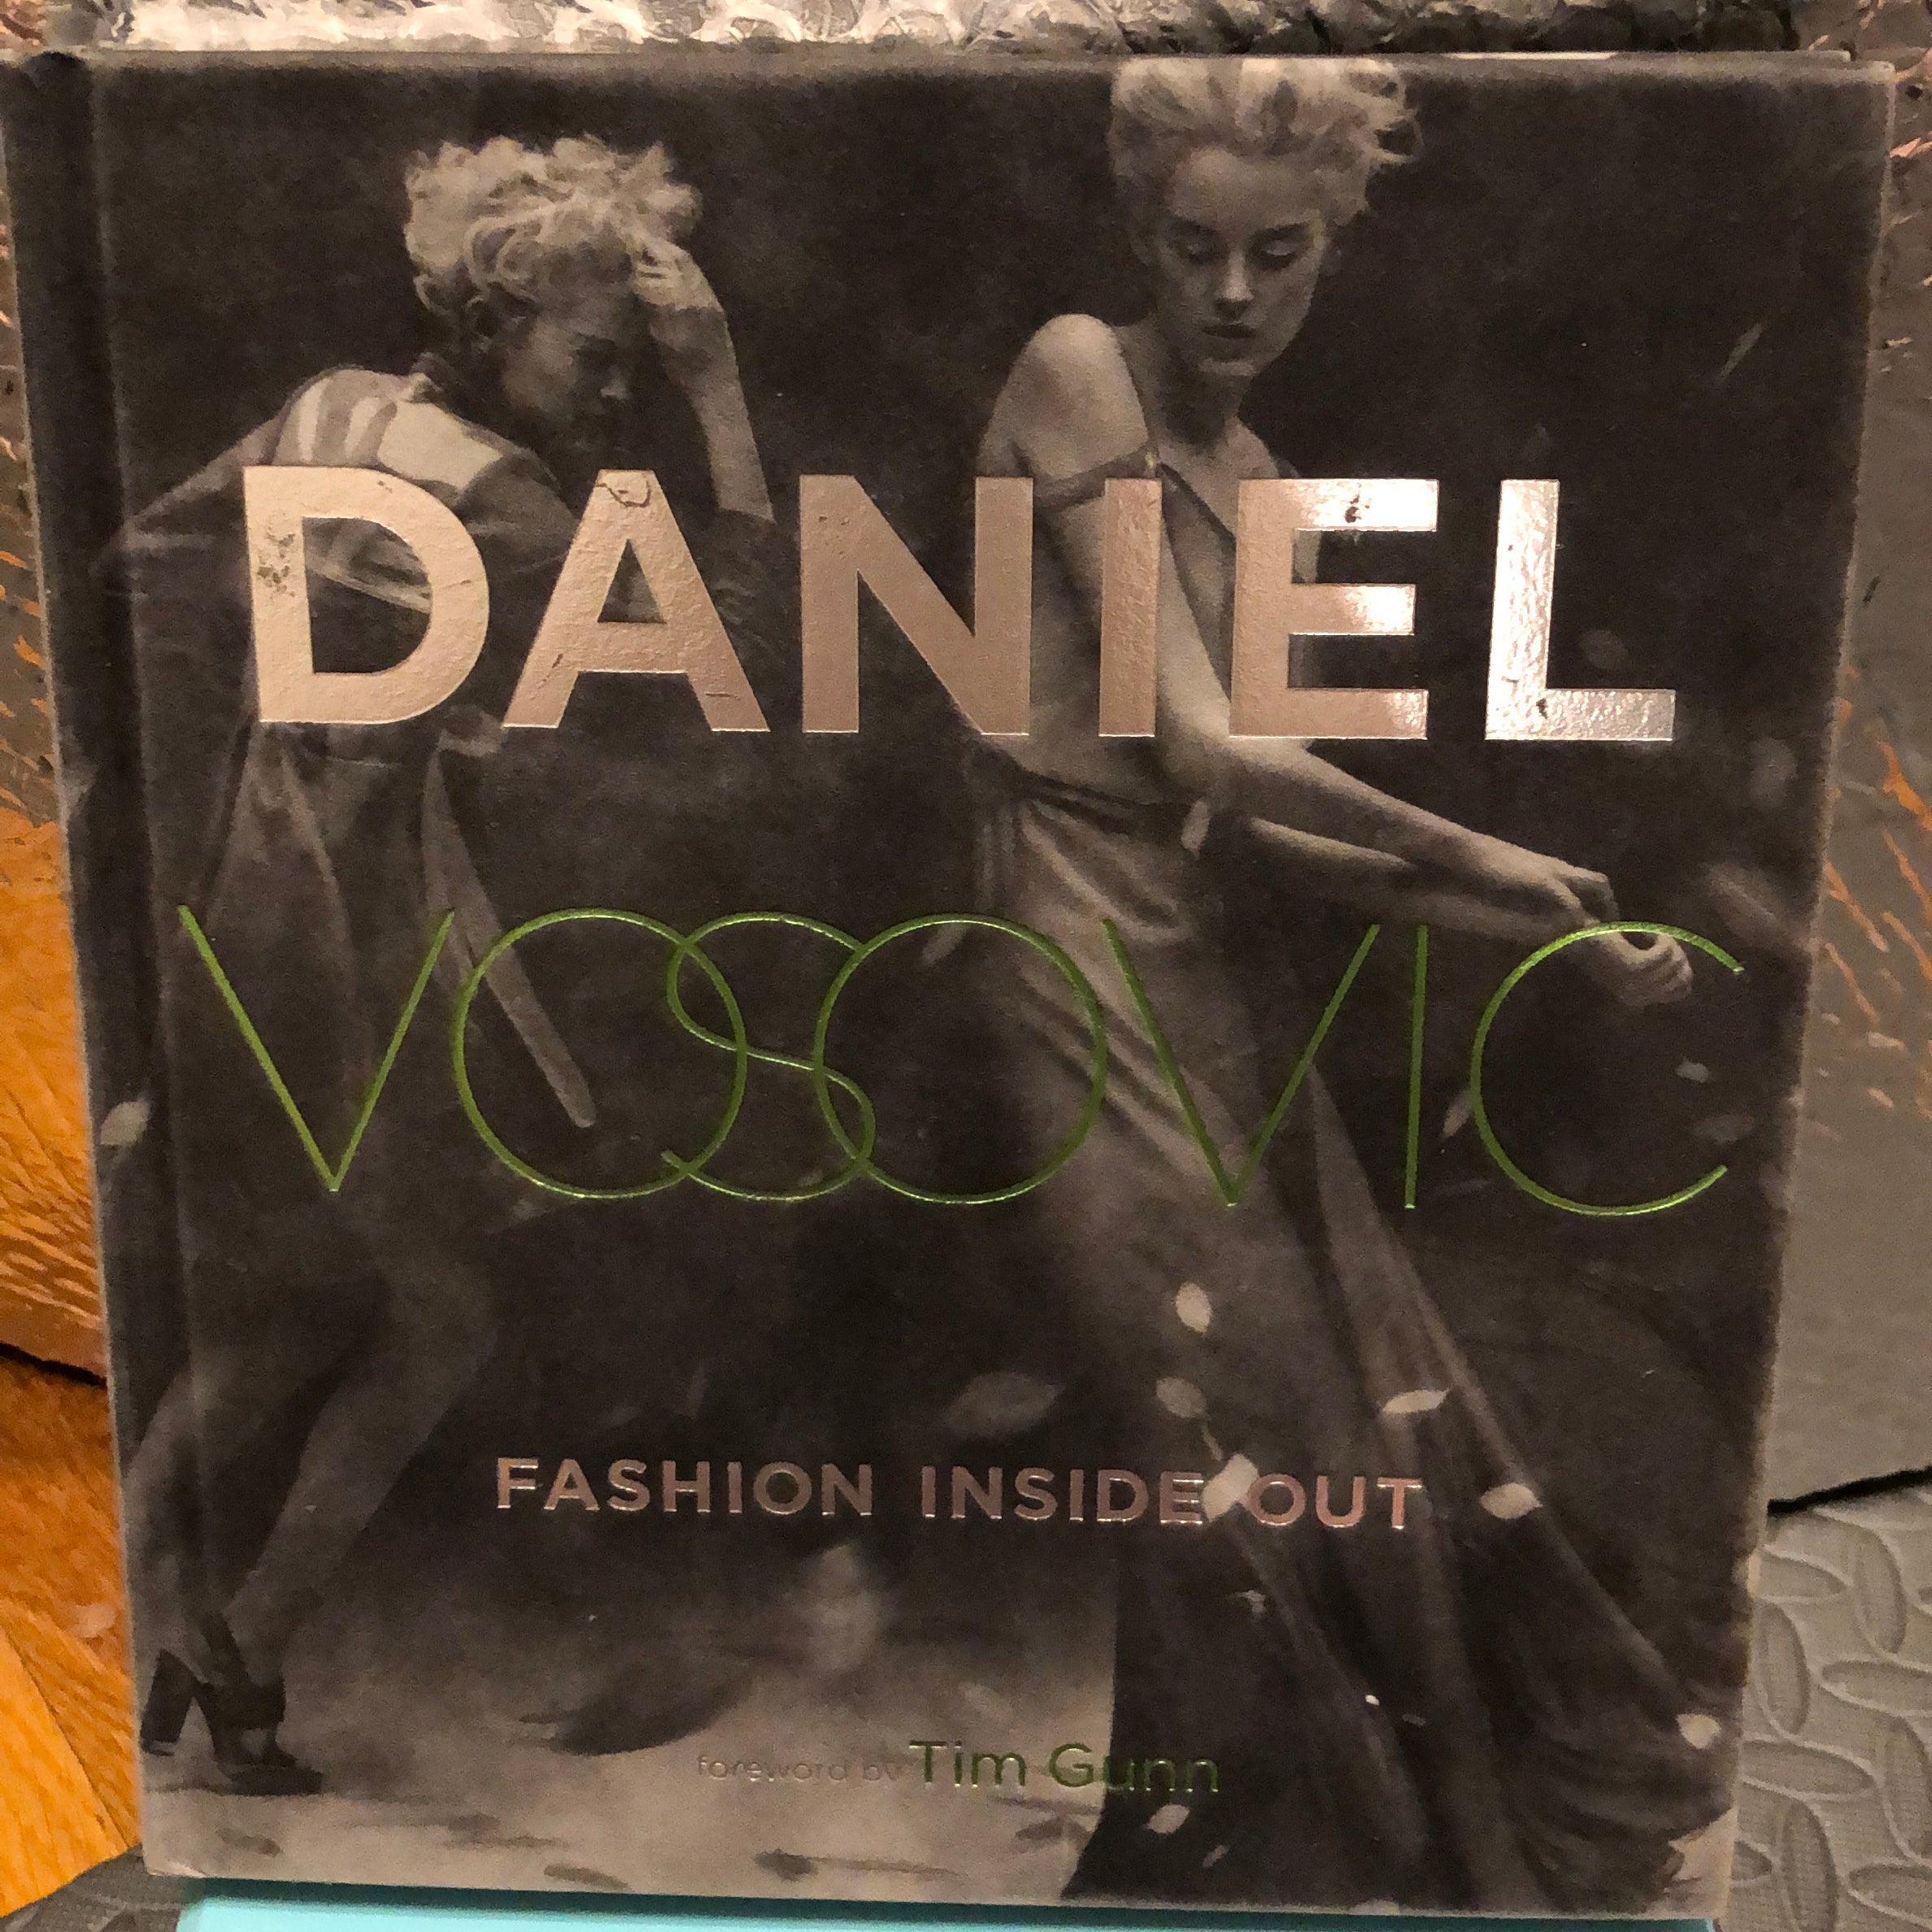 DANIEL
VOSOVIC
FASHION INSIDE OUT
foreword by Tim Gunn